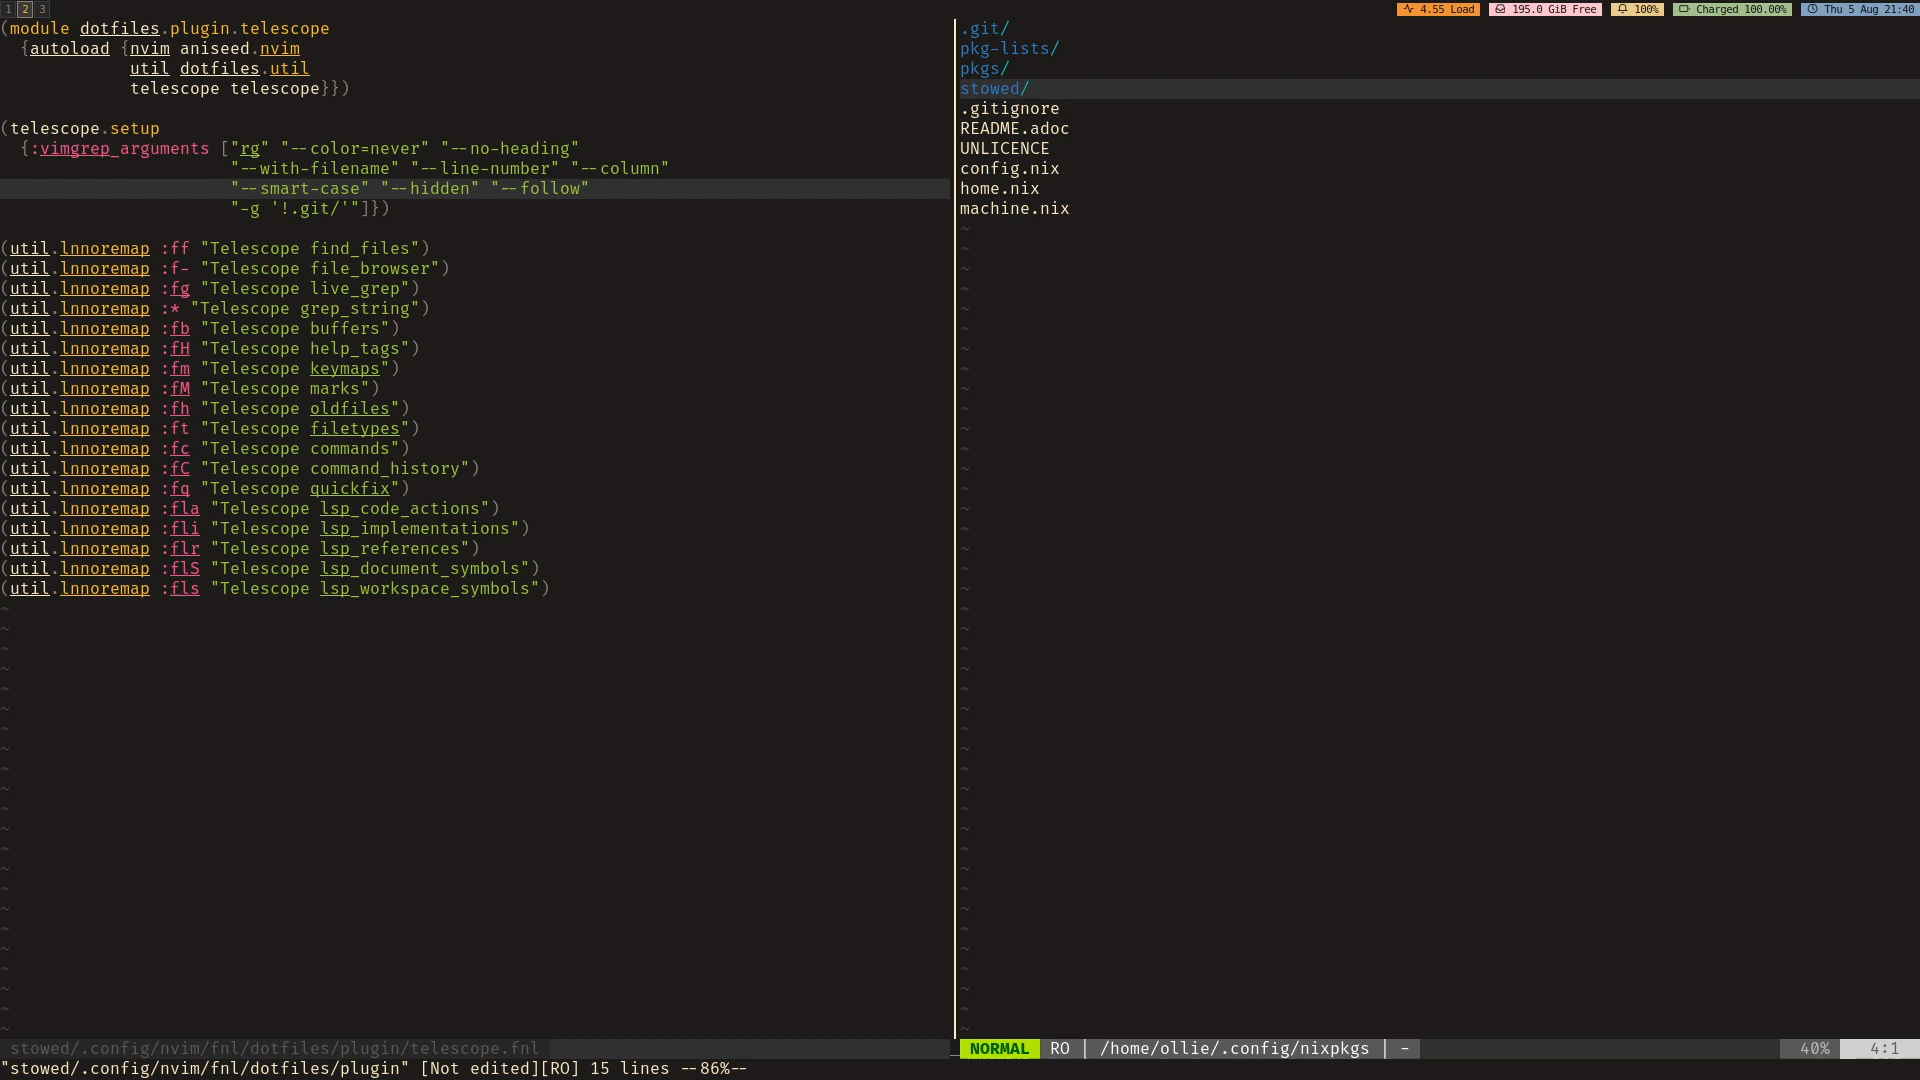 1 2 3
4.55 Load 195.0 GiB Free 100% Charged 100.00% Thu 5 Aug 21:40
(module dotfiles.plugin.telescope
  {autoload {nvim aniseed.nvim
             util dotfiles.util
             telescope telescope}})
(telescope.setup
  {:vimgrep_arguments ["rg" "--color=never" "--no-heading"
                       "--with-filename" "--line-number" "--column"
                       "--smart-case" "--hidden" "--follow"
                       "-g '!.git/'"]})
(util.lnnoremap :ff "Telescope find_files")
(util.lnnoremap :f- "Telescope file_browser")
(util.lnnoremap :fg "Telescope live_grep")
(util.lnnoremap :* "Telescope grep_string")
(util.lnnoremap :fb "Telescope buffers")
(util.lnnoremap :fH "Telescope help_tags")
(util.lnnoremap :fm "Telescope keymaps")
(util.lnnoremap :fM "Telescope marks")
(util.lnnoremap :fh "Telescope oldfiles")
(util.lnnoremap :ft "Telescope filetypes")
(util.lnnoremap :fc "Telescope commands")
(util.lnnoremap :fC "Telescope command_history")
(util.lnnoremap :fq "Telescope quickfix")
(util.lnnoremap :fla "Telescope lsp_code_actions")
(util.lnnoremap :fli "Telescope lsp_implementations")
(util.lnnoremap :flr "Telescope lsp_references")
(util.lnnoremap :flS "Telescope lsp_document_symbols")
(util.lnnoremap :fls "Telescope lsp_workspace_symbols")
stowed/.config/nvim/fnl/dotfiles/plugin/telescope.fnl
.git/
pkg-lists/
pkgs/
stowed/
.gitignore
README.adoc
UNLICENCE
config.nix
home.nix
machine.nix
NORMAL RO | /home/ollie/.config/nixpkgs | - 40% 4:1
"stowed/.config/nvim/fnl/dotfiles/plugin" [Not edited][RO] 15 lines --86%--